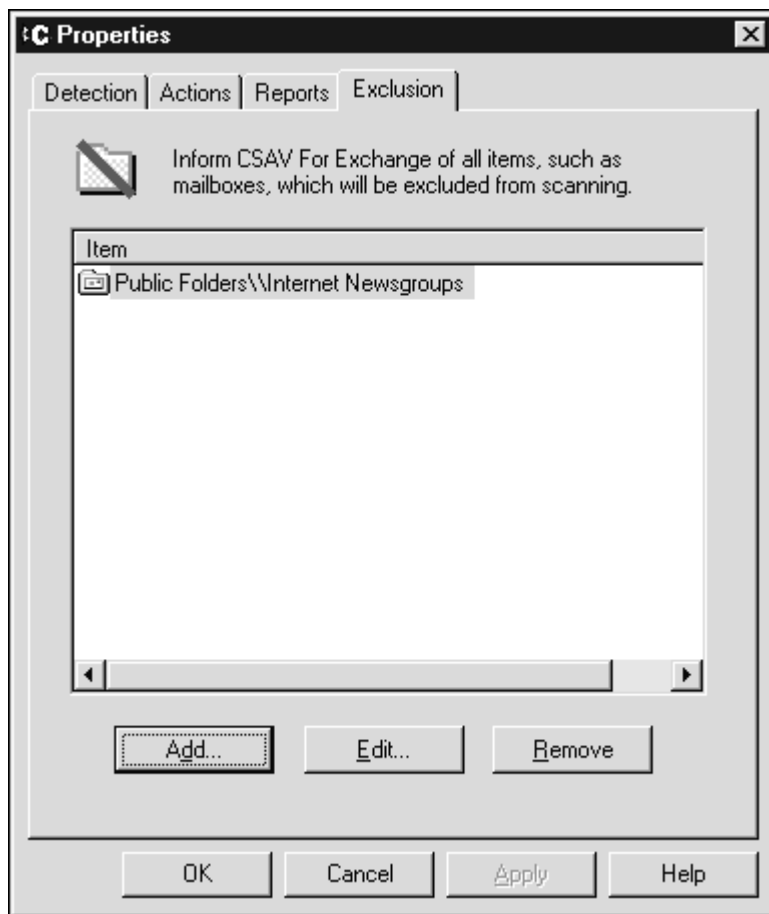 C Properties
Detection Actions Reports Exclusion
Inform CSAV For Exchange of all items, such as
mailboxes, which will be excluded from scanning.
Item
Public Folders\\Internet Newsgroups
Add... Edit... Remove
OK Cancel Apply Help